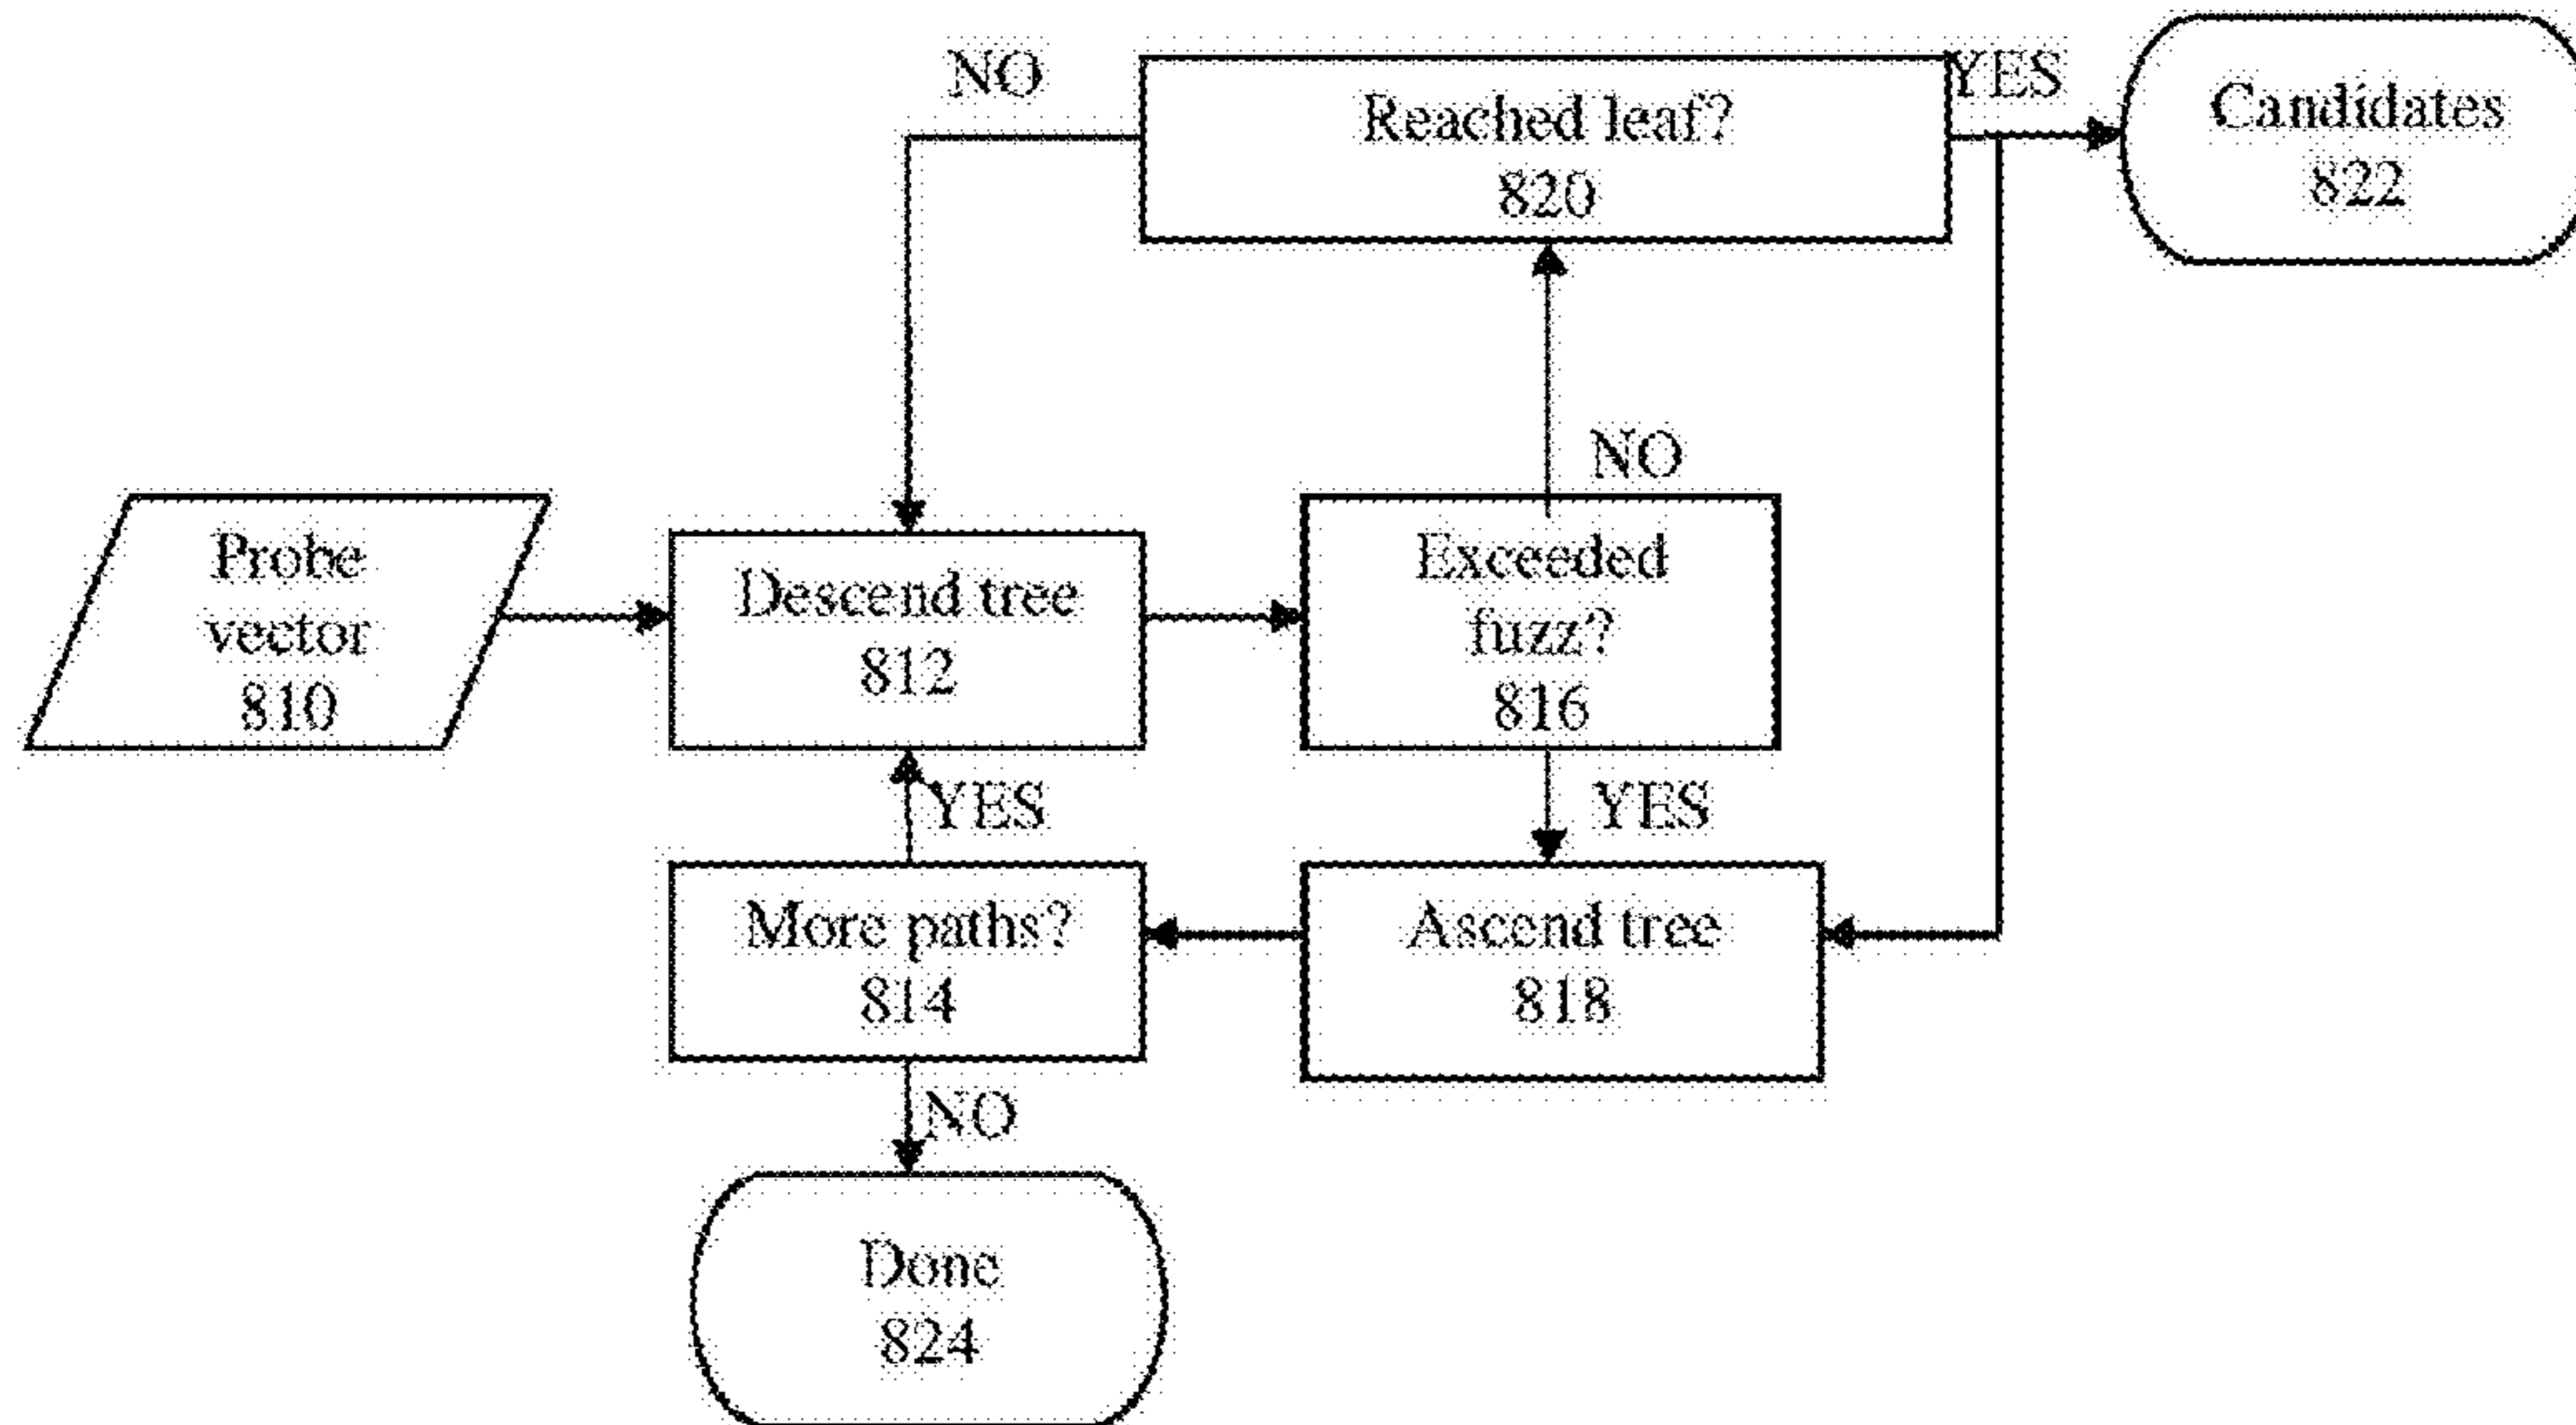 NO
Reached leaf?
820
YES
Candidates
822
NO
Probe
vector
810
Descend tree
812
Exceeded
fuzz?
816
YES
YES
More paths?
814
Ascend tree
818
NO
Done
824